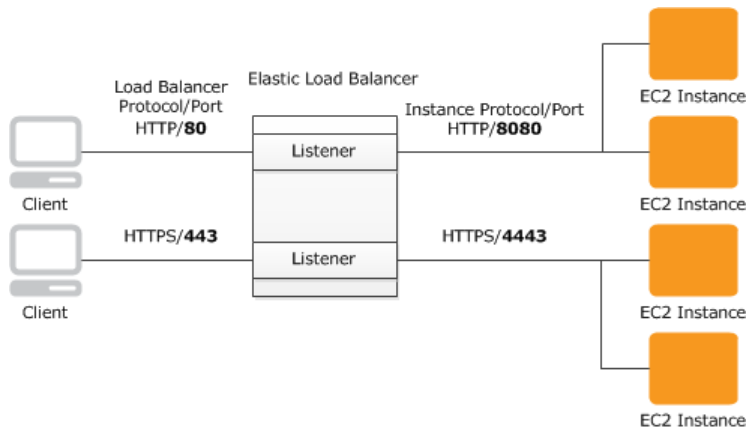 Elastic Load Balancer
Load Balancer
Protocol/Port
HTTP/80
Instance Protocol/Port
HTTP/8080
Listener
Client
EC2 Instance
EC2 Instance
HTTPS/443
HTTPS/4443
Listener
Client
EC2 Instance
EC2 Instance